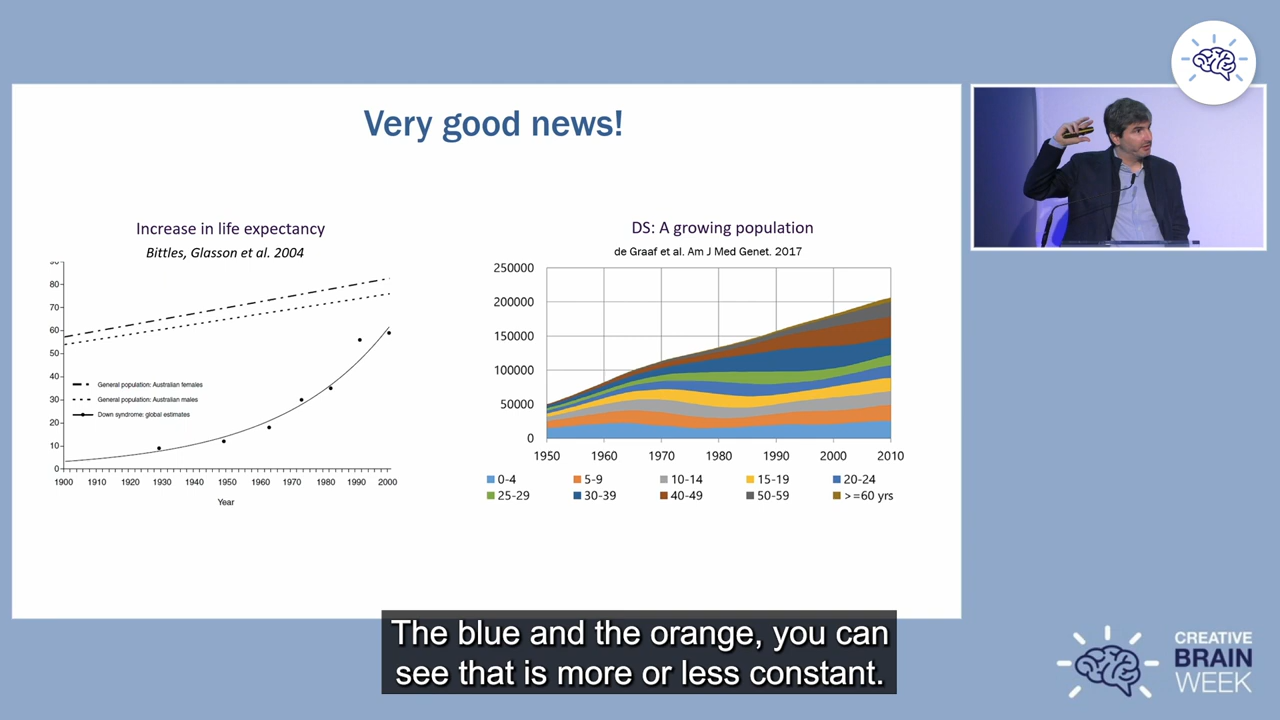 Very good news!
Increase in life expectancy
Bittles, Glasson et al. 2004
80
70
60
50
40
30
20
10
0
General population: Australian females
General population: Australian males
Down syndrome: global estimates
1900 1910 1920 1930 1940 1950 1960 1970 1980 1990 2000
Year
DS: A growing population
de Graaf et al. Am J Med Genet. 2017
250000
200000
150000
100000
50000
0
1950 1960 1970 1980 1990 2000 2010
0-4 5-9 10-14 15-19 20-24
25-29 30-39 40-49 50-59 >=60 yrs
The blue and the orange, you can
see that is more or less constant.
CREATIVE
BRAIN
WEEK